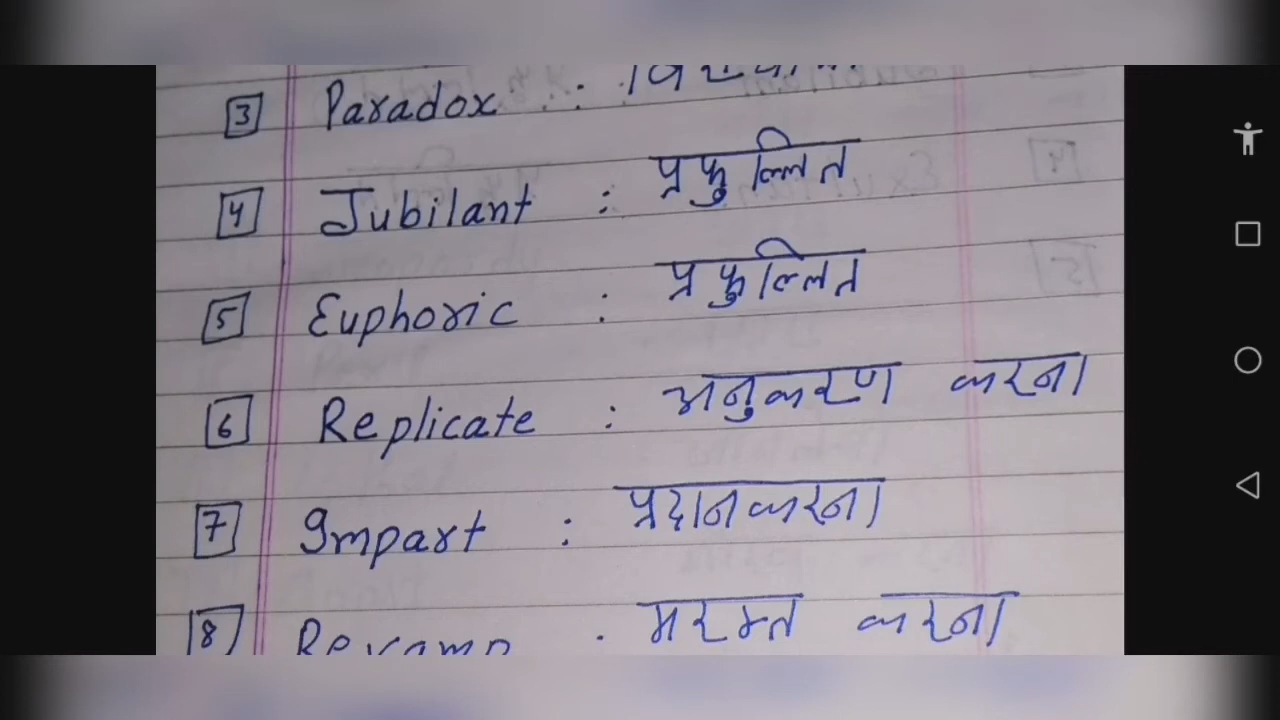 3 Paradox :
4 Jubilant : प्रफुल्लित
5 Euphoric : प्रफुल्लित
6 Replicate : अनुकरण करना
7 Impart : प्रदान करना
8 Revamp : मरम्त करना